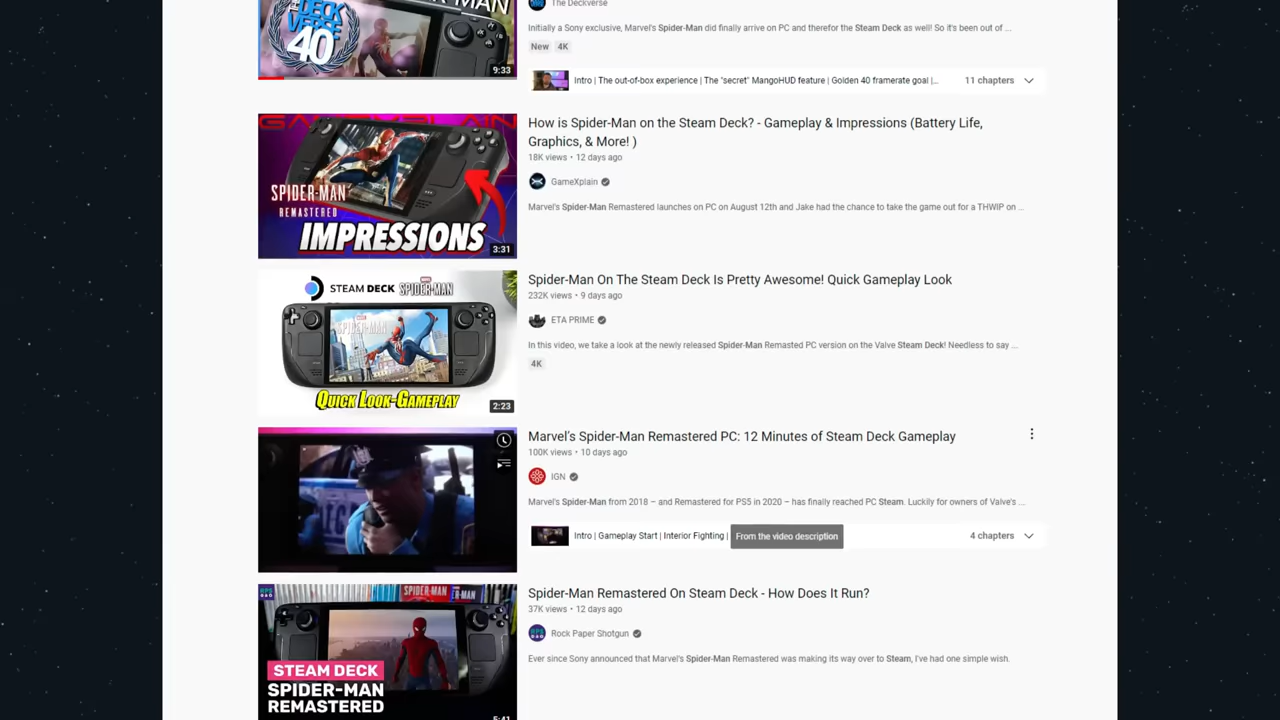 DECK
VERSE
40
9:33
The Deckverse
Initially a Sony exclusive, Marvel's Spider-Man did finally arrive on PC and therefor the Steam Deck as well! So it's been out of ...
New 4K
Intro | The out-of-box experience | The "secret" MangoHUD feature | Golden 40 framerate goal |...
11 chapters
GAMEXPLAIN
SPIDER-MAN
REMASTERED
IMPRESSIONS
3:31
How is Spider-Man on the Steam Deck? - Gameplay & Impressions (Battery Life,
Graphics, & More! )
18K views • 12 days ago
GameXplain
Marvel's Spider-Man Remastered launches on PC on August 12th and Jake had the chance to take the game out for a THWIP on ...
STEAM DECK
MARVEL
SPIDER-MAN
QUICK LOOK-GAMEPLAY
2:23
Spider-Man On The Steam Deck Is Pretty Awesome! Quick Gameplay Look
232K views • 9 days ago
ETA PRIME
In this video, we take a look at the newly released Spider-Man Remasted PC version on the Valve Steam Deck! Needless to say ...
4K
Marvel's Spider-Man Remastered PC: 12 Minutes of Steam Deck Gameplay
100K views • 10 days ago
IGN
Marvel's Spider-Man from 2018 – and Remastered for PS5 in 2020 – has finally reached PC Steam. Luckily for owners of Valve's ...
Intro | Gameplay Start | Interior Fighting |
From the video description
4 chapters
STEAM DECK
SPIDER-MAN
REMASTERED
5:41
Spider-Man Remastered On Steam Deck - How Does It Run?
37K views • 12 days ago
Rock Paper Shotgun
Ever since Sony announced that Marvel's Spider-Man Remastered was making its way over to Steam, I've had one simple wish.